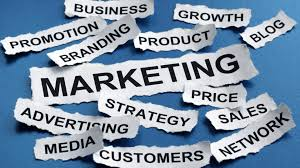 BUSINESS
GROWTH
PROMOTION
BRANDING
PRODUCT
BLOG
MARKETING
STRATEGY
PRICE
ADVERTISING
SALES
MEDIA
CUSTOMERS
NETWORK